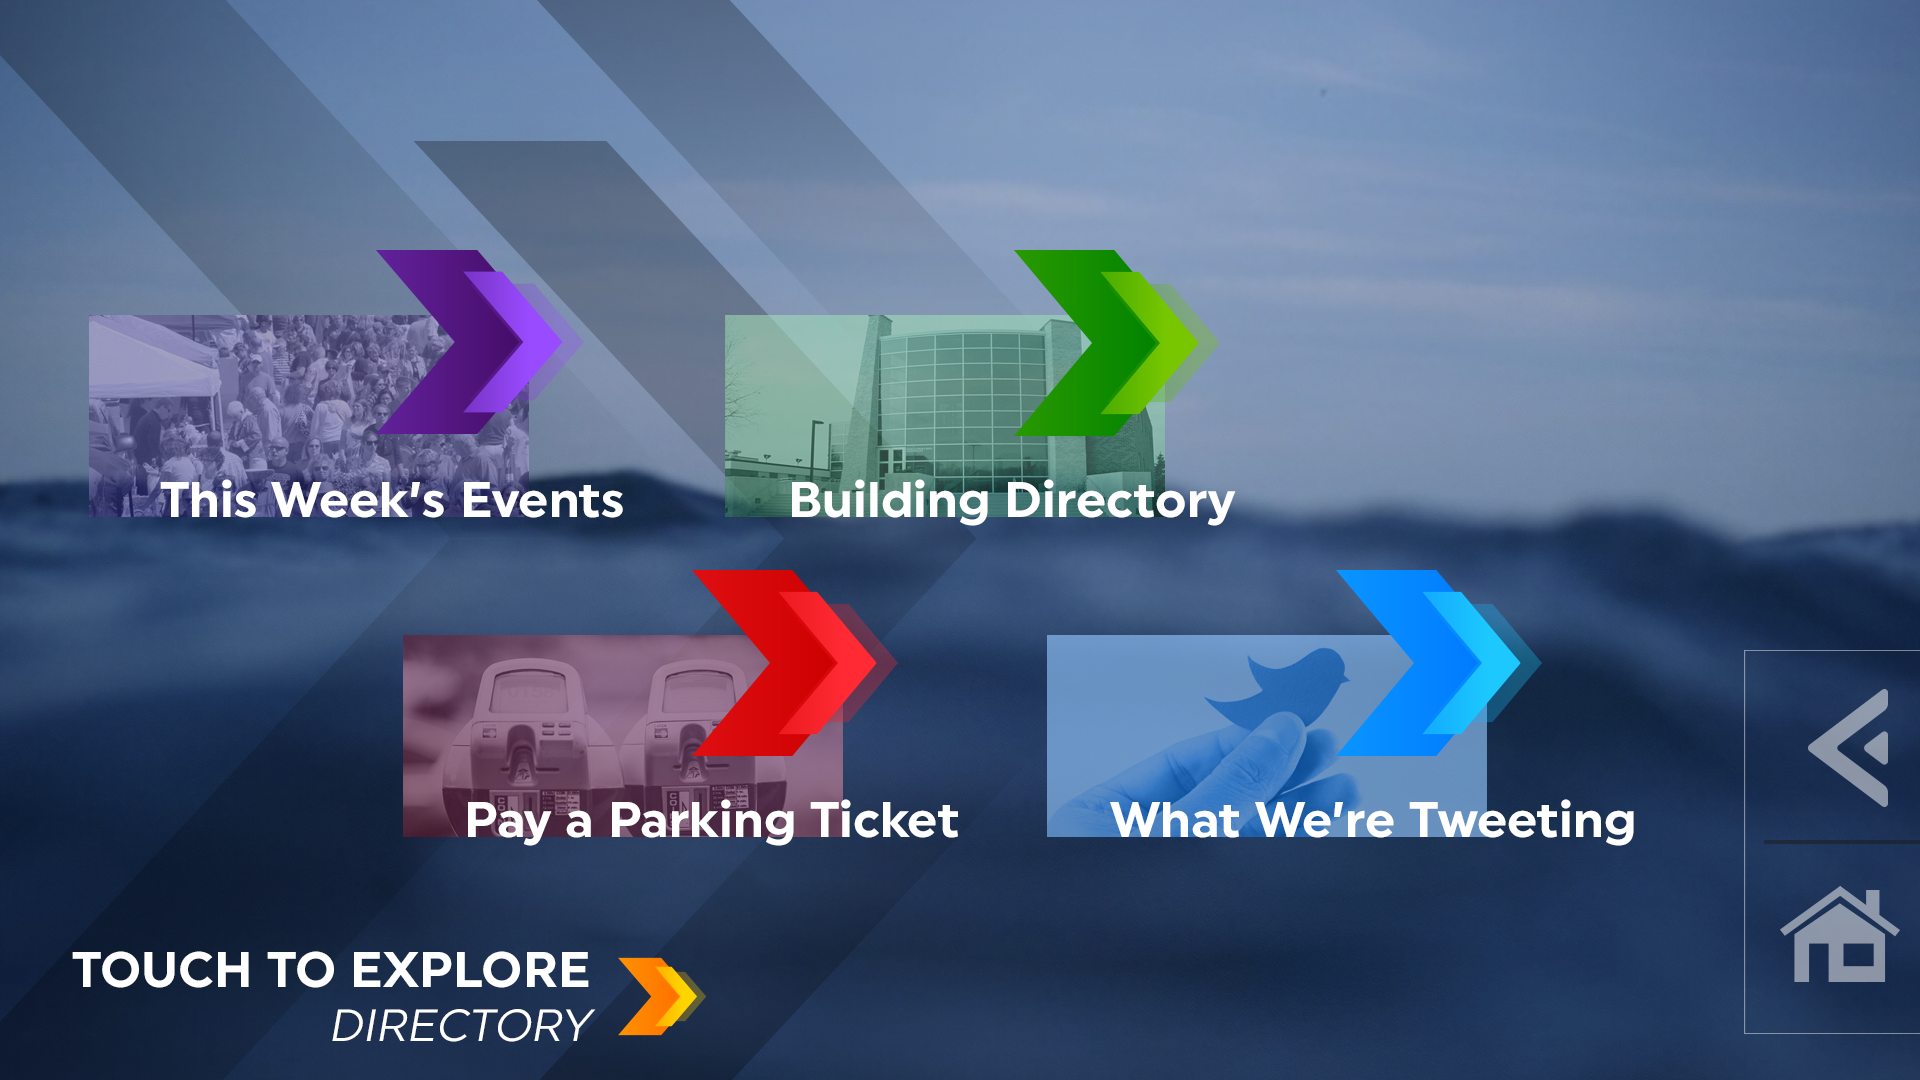 This Week's Events
Building Directory
Pay a Parking Ticket
What We're Tweeting
TOUCH TO EXPLORE
DIRECTORY